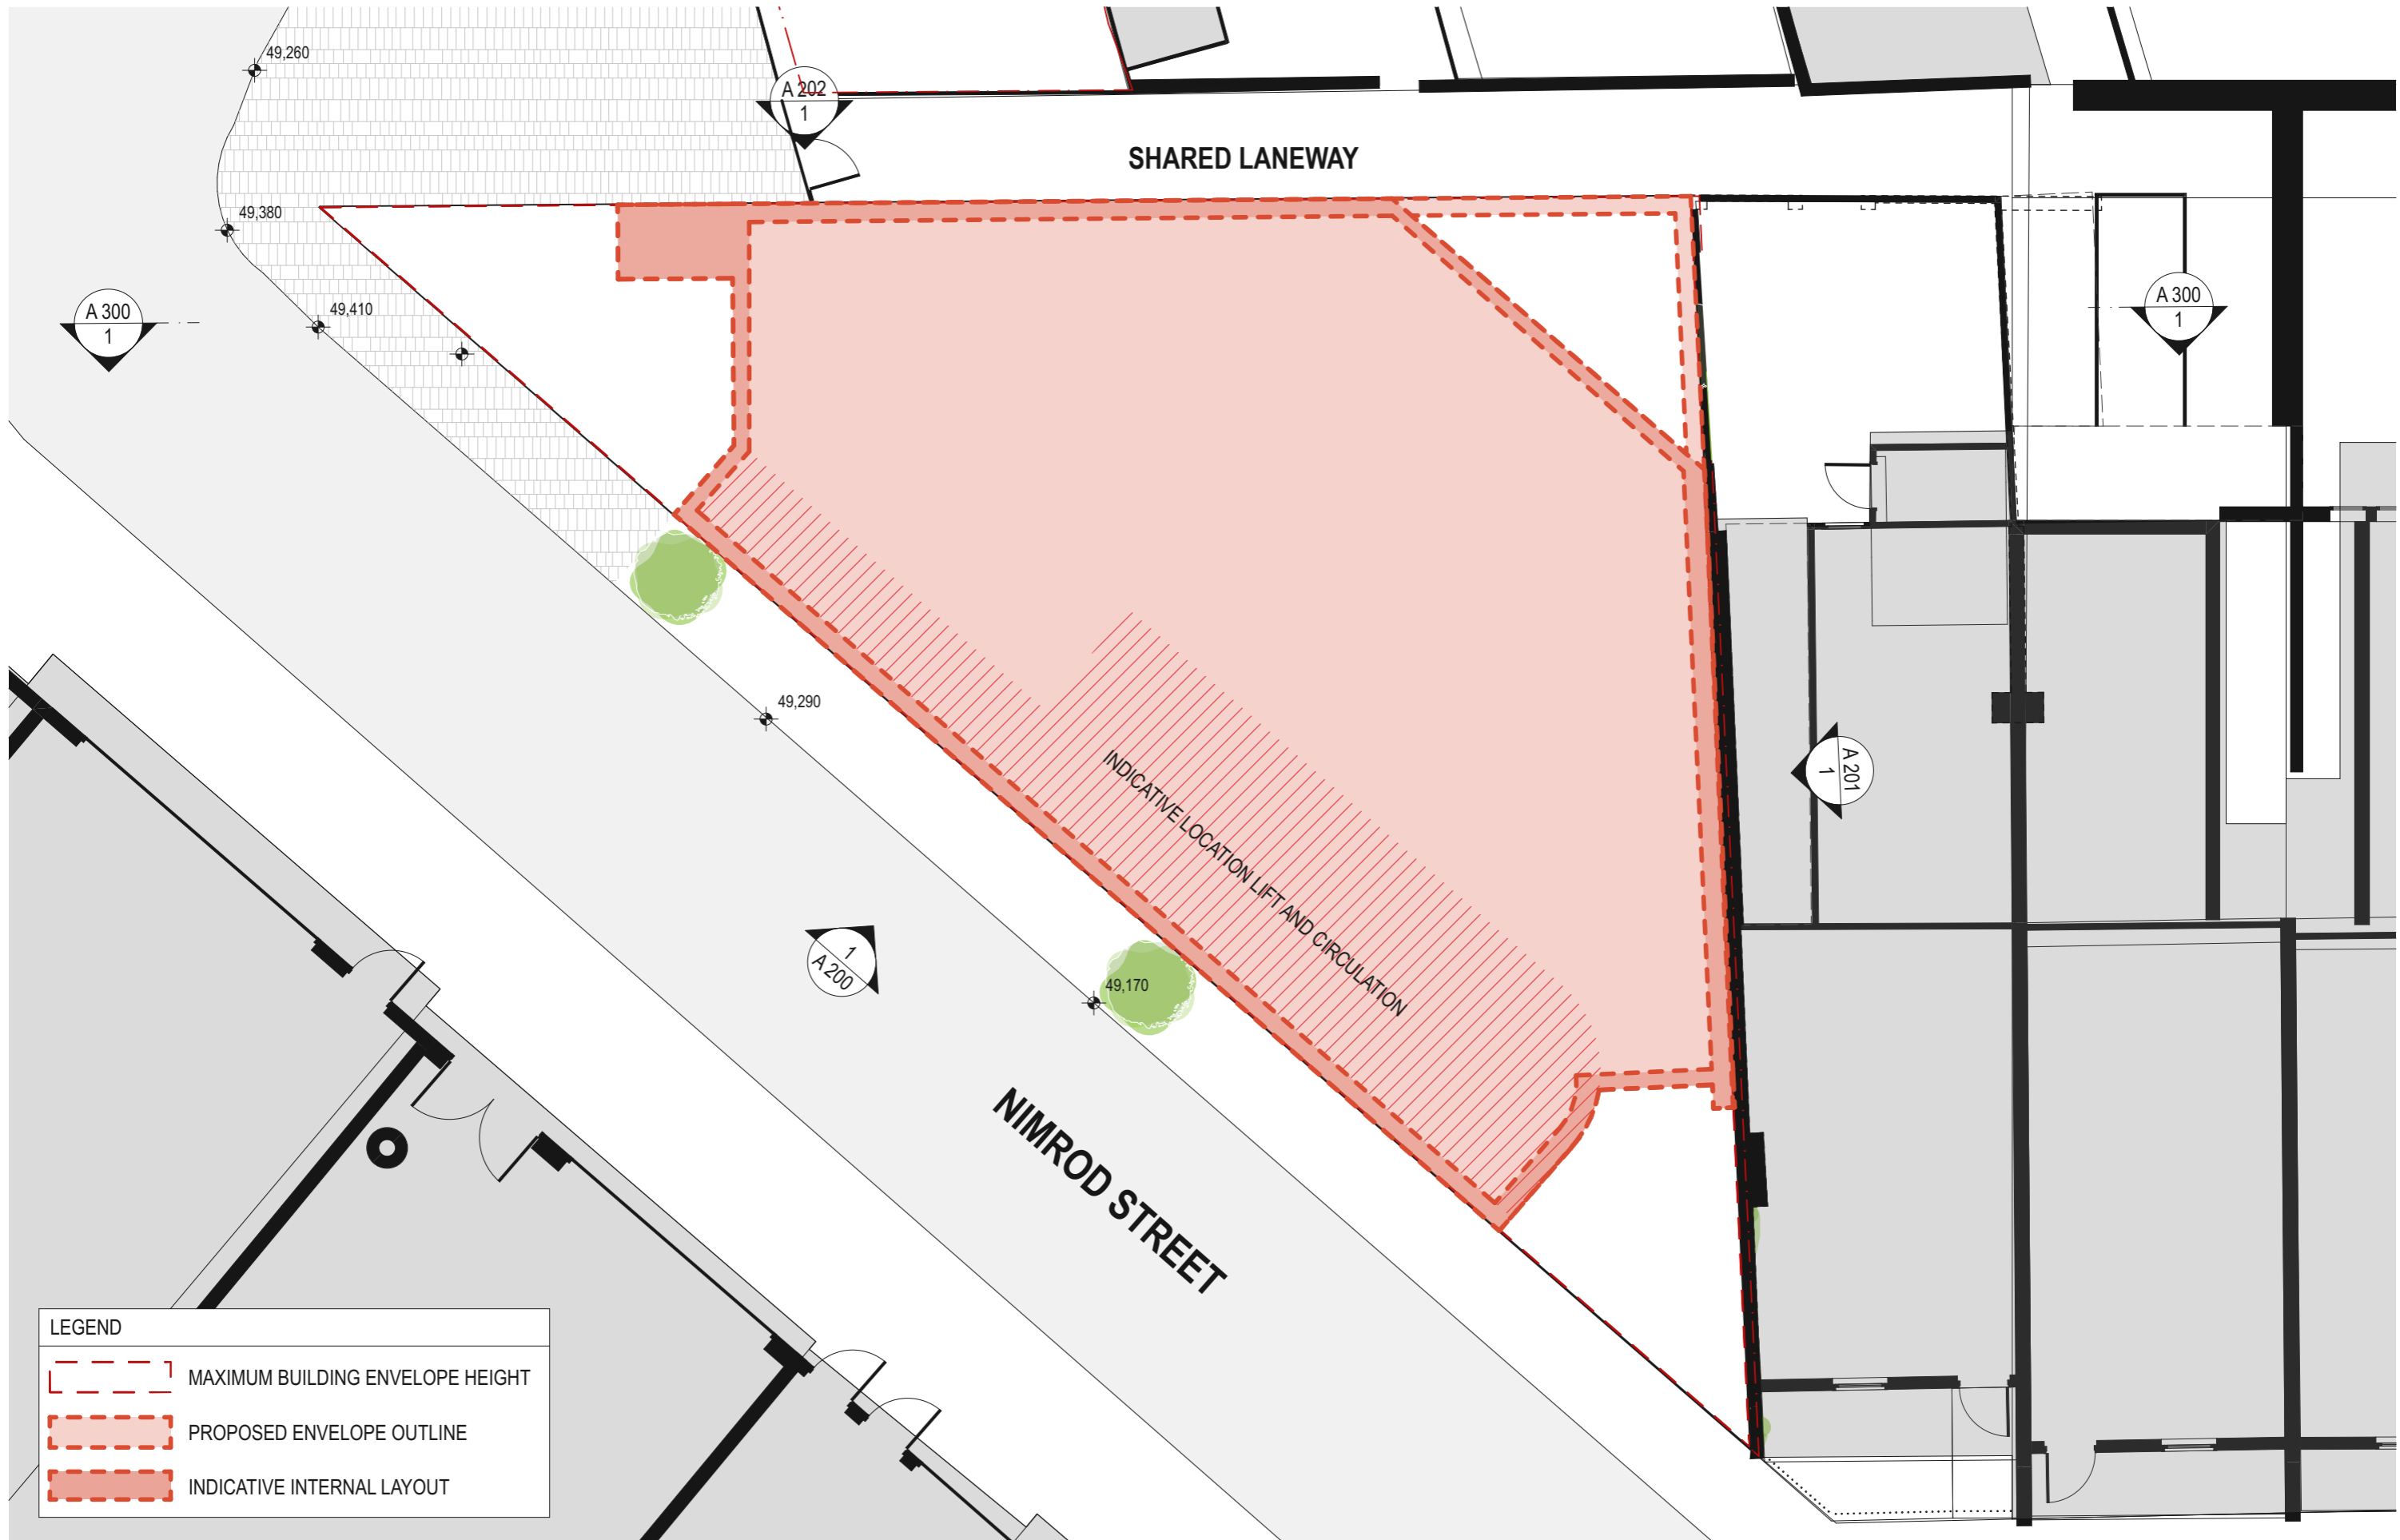 49,260
A 202
1
SHARED LANEWAY
49,380
A 300
1
49,410
A 300
1
49,290
INDICATIVE LOCATION LIFT AND CIRCULATION
A 201
1
1
A 200
49,170
NIMROD STREET
LEGEND
MAXIMUM BUILDING ENVELOPE HEIGHT
PROPOSED ENVELOPE OUTLINE
INDICATIVE INTERNAL LAYOUT